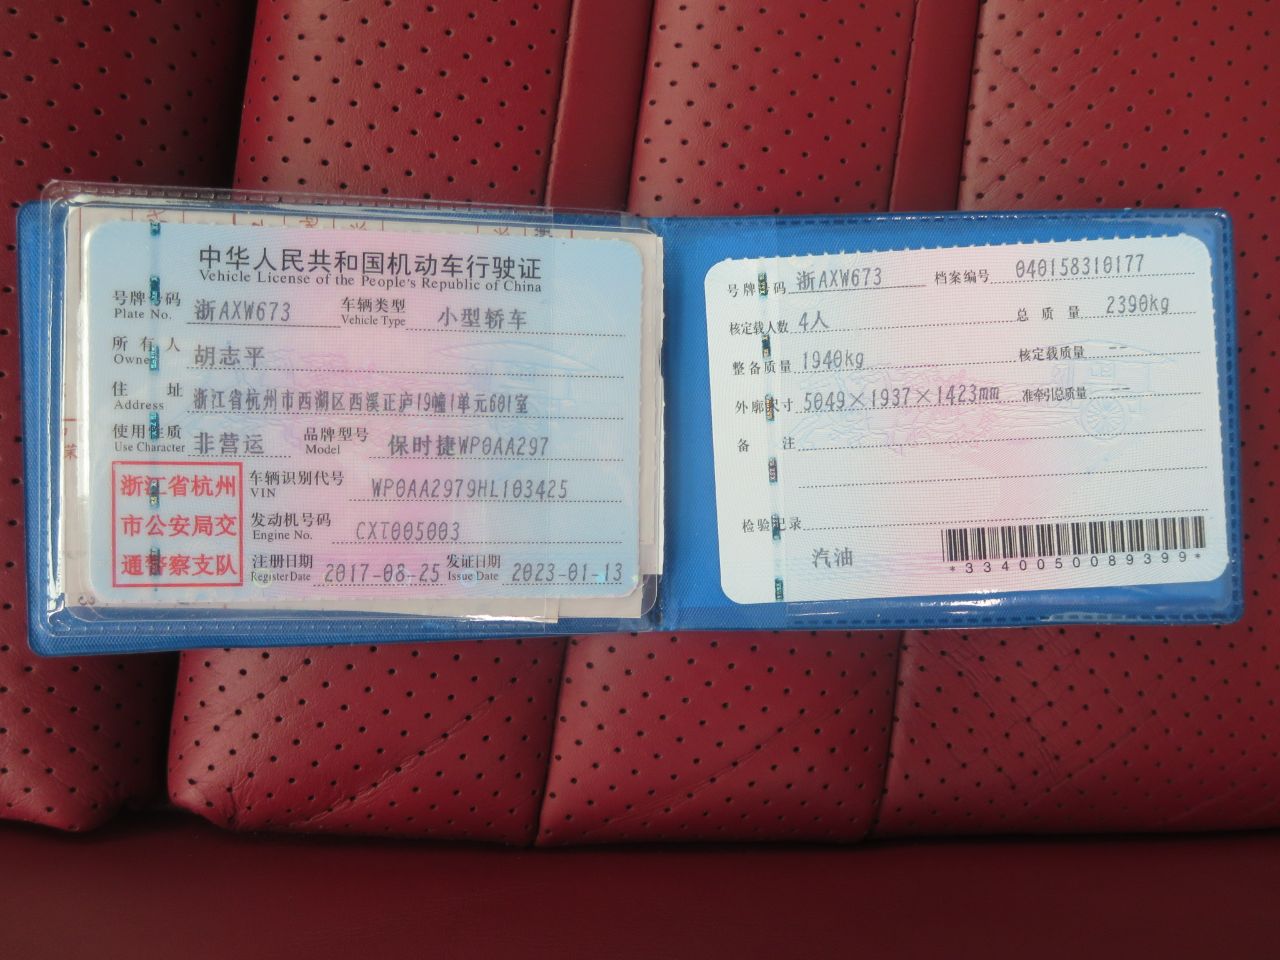 中华人民共和国机动车行驶证
Vehicle License of the People's Republic of China
号牌号码 浙AXW673 车辆类型 小型轿车
Plate No. Vehicle Type
所有人 胡志平
Owner
住址 浙江省杭州市西湖区西溪正庐19幢1单元601室
Address
使用性质 非营运 品牌型号 保时捷WP0AA297
Use Character Model
浙江省杭州
市公安局交
通警察支队
车辆识别代号 WP0AA2979HL103425
VIN
发动机号码 CXT005003
Engine No.
注册日期 2017-08-25 发证日期 2023-01-13
Register Date Issue Date
号牌号码 浙AXW673 档案编号 040158310177
核定载人数 4人 总质量 2390kg
整备质量 1940kg 核定载质量 --
外廓尺寸 5049×1937×1423mm 准牵引总质量 --
备注
检验记录
汽油
*3340050089399*